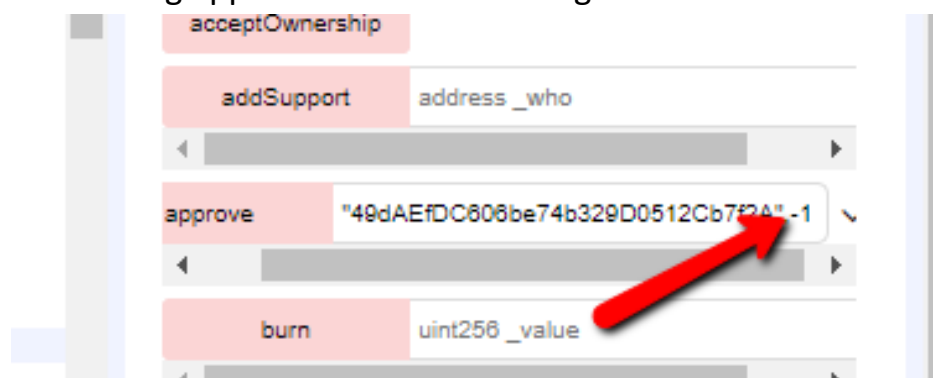 acceptOwnership
addSupport address _who
approve "49dAEfDC606be74b329D0512Cb7f2A",-1
burn uint256 _value